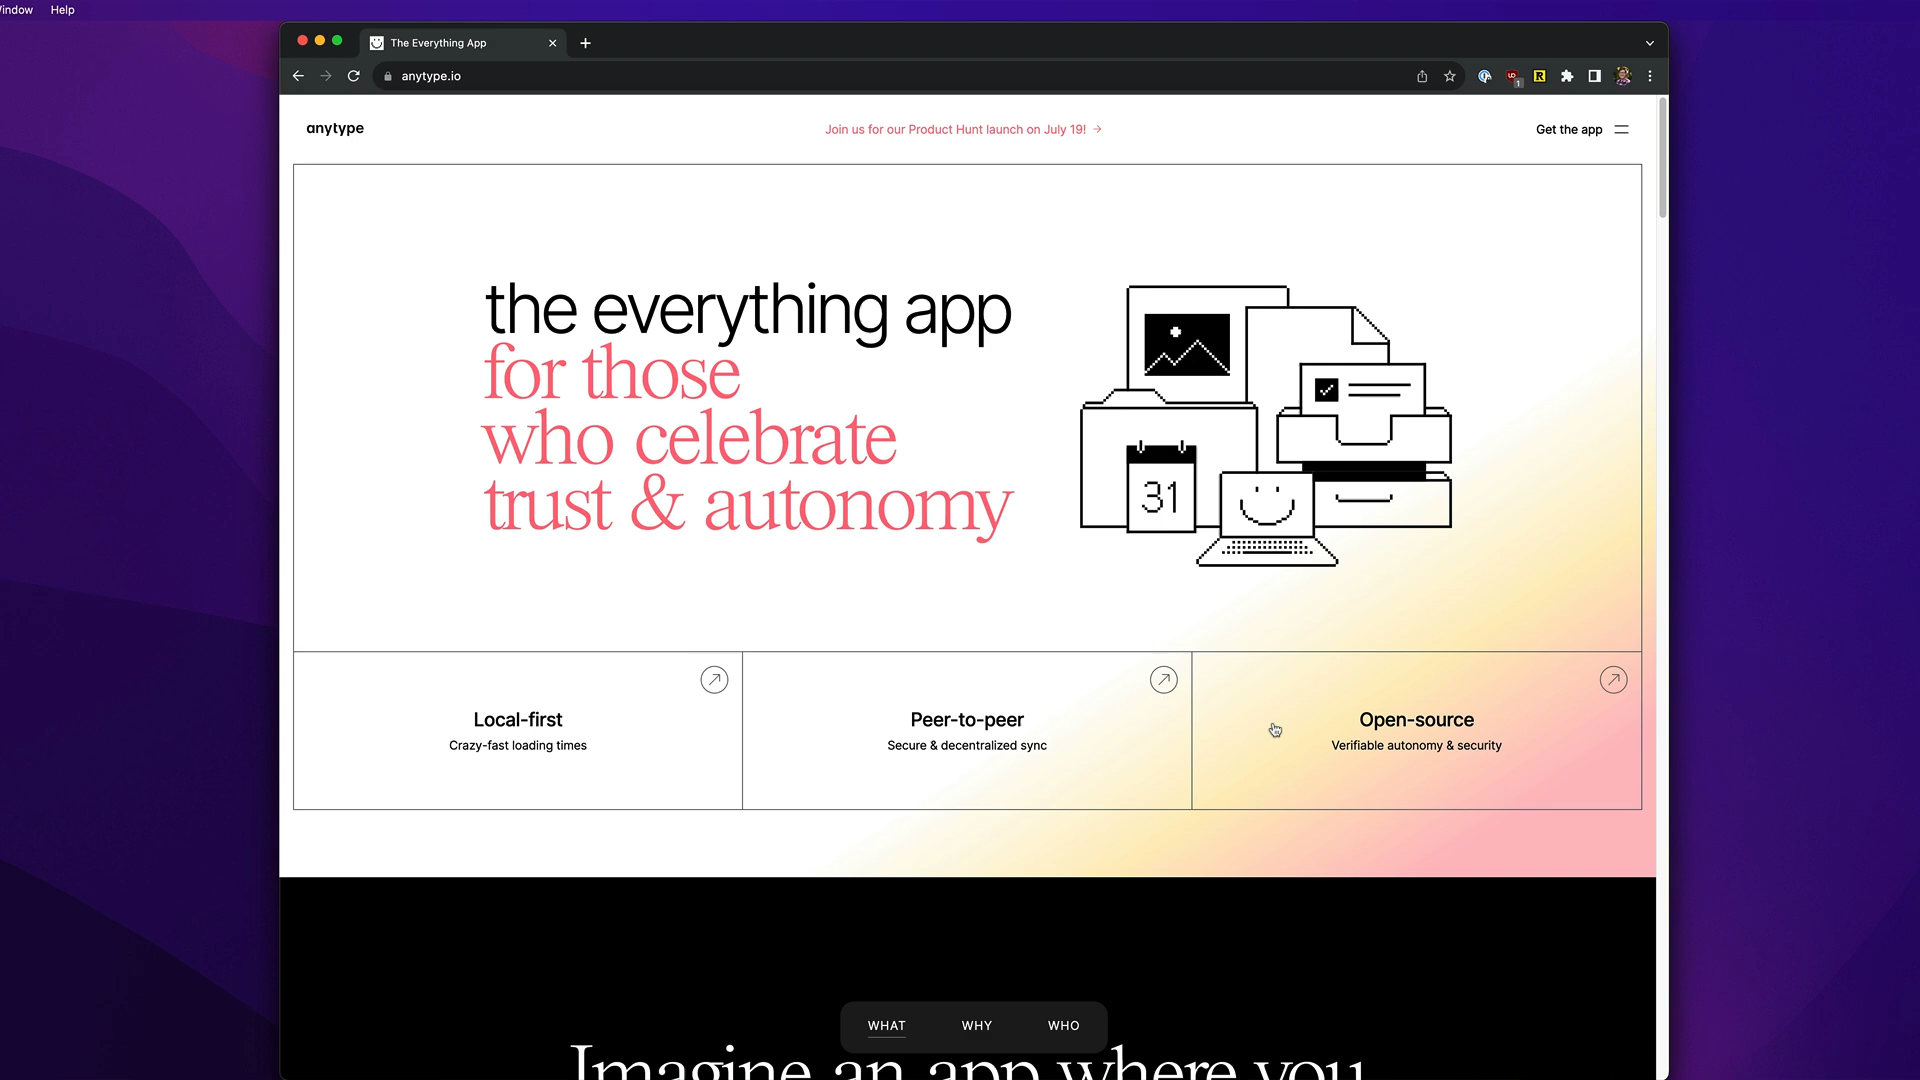 Window Help
The Everything App
anytype.io
1
anytype
Join us for our Product Hunt launch on July 19! →
Get the app
the everything app
for those
who celebrate
trust & autonomy
31
Local-first
Crazy-fast loading times
Peer-to-peer
Secure & decentralized sync
Open-source
Verifiable autonomy & security
WHAT WHY WHO
Imagine an app where you